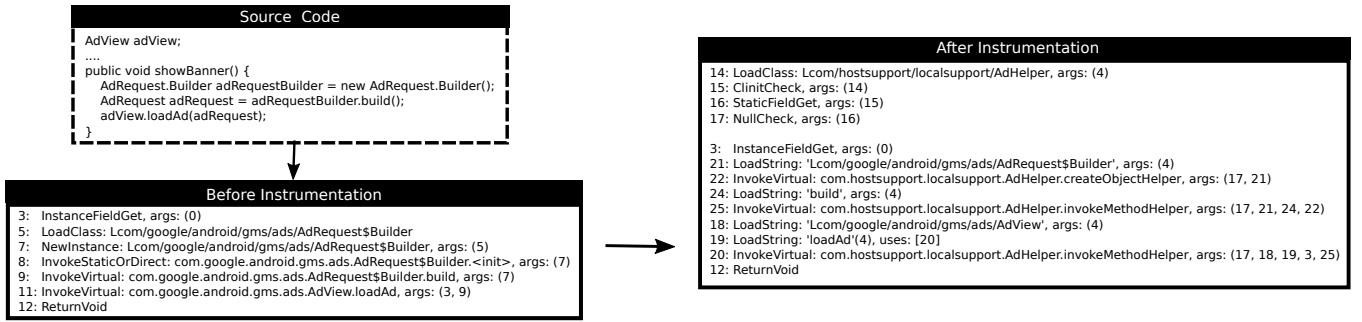 Source Code
AdView adView;
....
public void showBanner() {
AdRequest.Builder adRequestBuilder = new AdRequest.Builder();
AdRequest adRequest = adRequestBuilder.build();
adView.loadAd(adRequest);
}
Before Instrumentation
3: InstanceFieldGet, args: (0)
5: LoadClass: Lcom/google/android/gms/ads/AdRequest$Builder
7: NewInstance: Lcom/google/android/gms/ads/AdRequest$Builder, args: (5)
8: InvokeStaticOrDirect: com.google.android.gms.ads.AdRequest$Builder.<init>, args: (7)
9: InvokeVirtual: com.google.android.gms.ads.AdRequest$Builder.build, args: (7)
11: InvokeVirtual: com.google.android.gms.ads.AdView.loadAd, args: (3, 9)
12: ReturnVoid
After Instrumentation
14: LoadClass: Lcom/hostsupport/localsupport/AdHelper, args: (4)
15: ClinitCheck, args: (14)
16: StaticFieldGet, args: (15)
17: NullCheck, args: (16)
3: InstanceFieldGet, args: (0)
21: LoadString: 'Lcom/google/android/gms/ads/AdRequest$Builder', args: (4)
22: InvokeVirtual: com.hostsupport.localsupport.AdHelper.createObjectHelper, args: (17, 21)
24: LoadString: 'build', args: (4)
25: InvokeVirtual: com.hostsupport.localsupport.AdHelper.invokeMethodHelper, args: (17, 21, 24, 22)
18: LoadString: 'Lcom/google/android/gms/ads/AdView', args: (4)
19: LoadString: 'loadAd'(4), uses: [20]
20: InvokeVirtual: com.hostsupport.localsupport.AdHelper.invokeMethodHelper, args: (17, 18, 19, 3, 25)
12: ReturnVoid